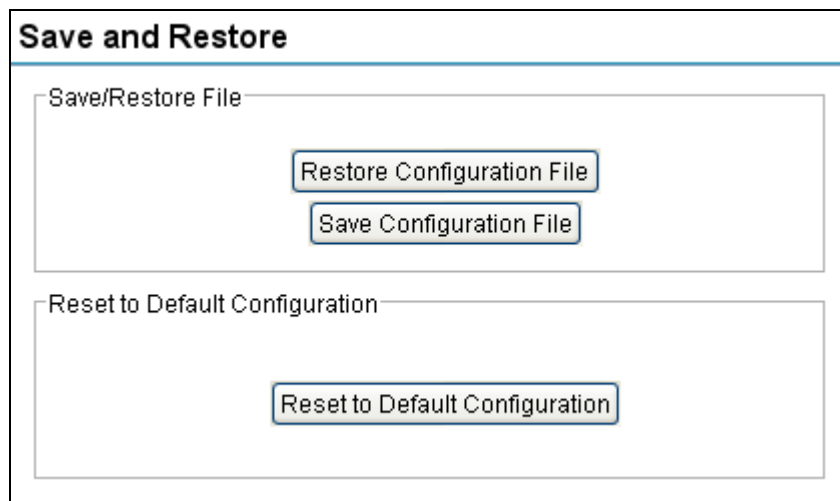 Save and Restore
Save/Restore File
Restore Configuration File
Save Configuration File
Reset to Default Configuration
Reset to Default Configuration